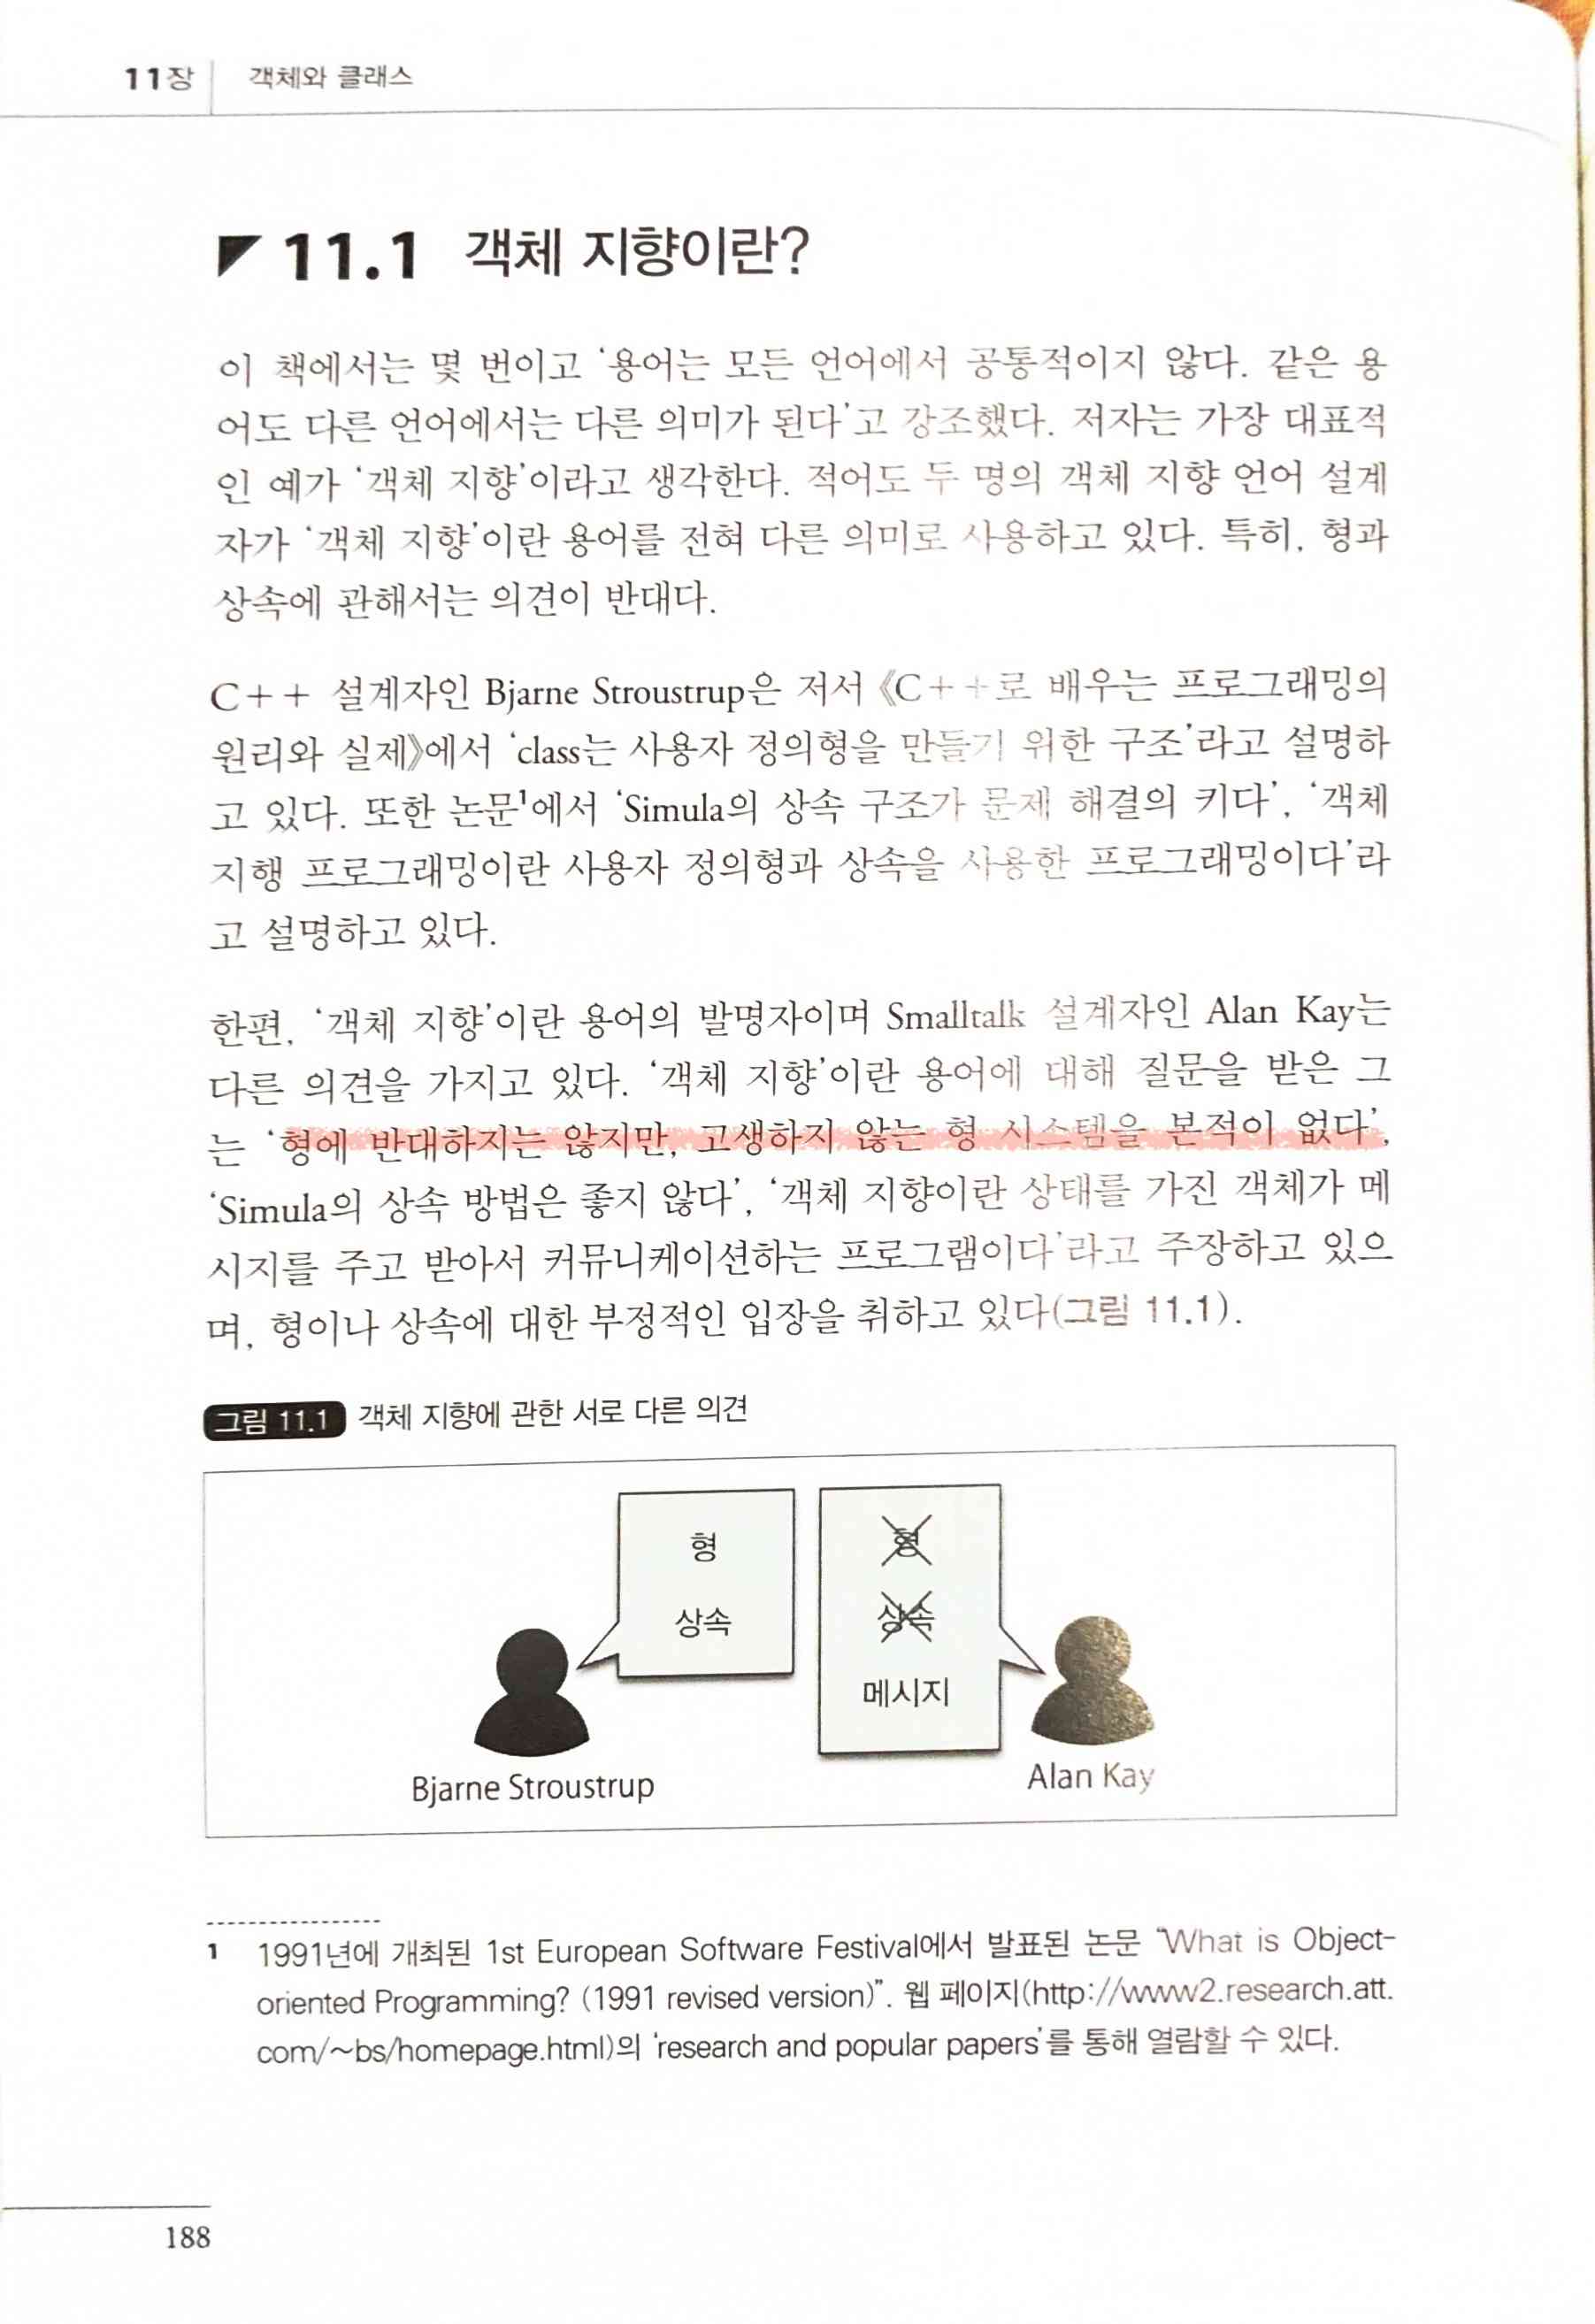 11장 객체와 클래스
11.1 객체 지향이란?
이 책에서는 몇 번이고 ‘용어는 모든 언어에서 공통적이지 않다. 같은 용
어도 다른 언어에서는 다른 의미가 된다’고 강조했다. 저자는 가장 대표적
인 예가 ‘객체 지향’이라고 생각한다. 적어도 두 명의 객체 지향 언어 설계
자가 ‘객체 지향’이란 용어를 전혀 다른 의미로 사용하고 있다. 특히, 형과
상속에 관해서는 의견이 반대다.
C++ 설계자인 Bjarne Stroustrup은 저서 《C++로 배우는 프로그래밍의
원리와 실제》에서 ‘class는 사용자 정의형을 만들기 위한 구조’라고 설명하
고 있다. 또한 논문1에서 ‘Simula의 상속 구조가 문제 해결의 키다’, ‘객체
지행 프로그래밍이란 사용자 정의형과 상속을 사용한 프로그래밍이다’라
고 설명하고 있다.
한편, ‘객체 지향’이란 용어의 발명자이며 Smalltalk 설계자인 Alan Kay는
다른 의견을 가지고 있다. ‘객체 지향’이란 용어에 대해 질문을 받은 그
는 ‘형에 반대하지는 않지만, 고생하지 않는 형 시스템을 본적이 없다’,
‘Simula의 상속 방법은 좋지 않다’, ‘객체 지향이란 상태를 가진 객체가 메
시지를 주고 받아서 커뮤니케이션하는 프로그램이다’라고 주장하고 있으
며, 형이나 상속에 대한 부정적인 입장을 취하고 있다(그림 11.1).
그림 11.1 객체 지향에 관한 서로 다른 의견
형
상속
Bjarne Stroustrup
형
상속
메시지
Alan Kay
1 1991년에 개최된 1st European Software Festival에서 발표된 논문 “What is Object-
oriented Programming? (1991 revised version)”. 웹 페이지(http://www2.research.att.
com/~bs/homepage.html)의 ‘research and popular papers’를 통해 열람할 수 있다.
188